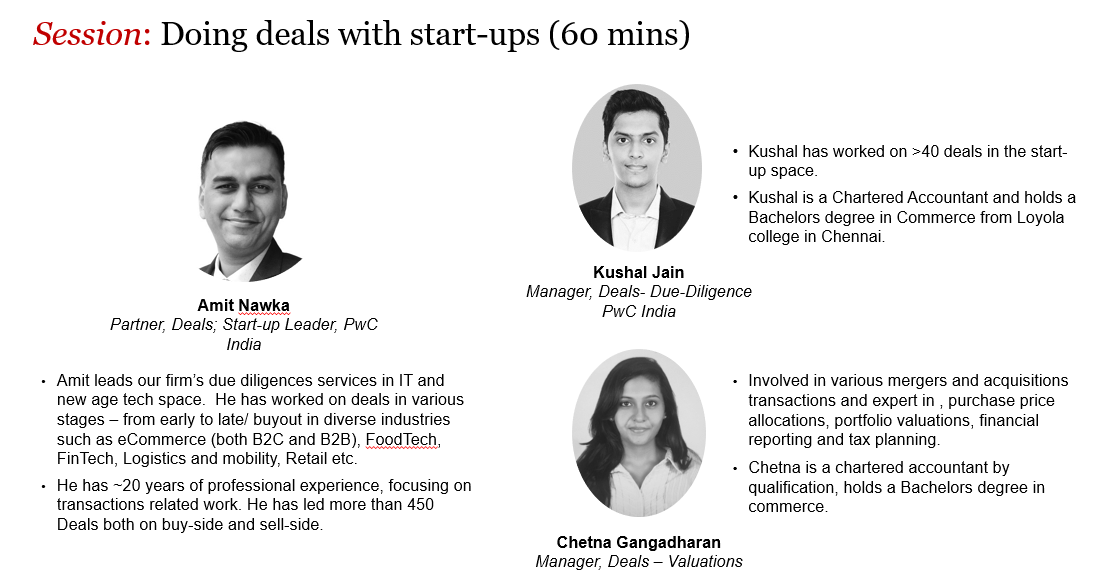 Session: Doing deals with start-ups (60 mins)
Amit Nawka
Partner, Deals; Start-up Leader, PwC
India
• Amit leads our firm’s due diligences services in IT and
new age tech space.  He has worked on deals in various
stages – from early to late/ buyout in diverse industries
such as eCommerce (both B2C and B2B), FoodTech,
FinTech, Logistics and mobility, Retail etc.
• He has ~20 years of professional experience, focusing on
transactions related work. He has led more than 450
Deals both on buy-side and sell-side.
Kushal Jain
Manager, Deals- Due-Diligence
PwC India
• Kushal has worked on >40 deals in the start-
up space.
• Kushal is a Chartered Accountant and holds a
Bachelors degree in Commerce from Loyola
college in Chennai.
Chetna Gangadharan
Manager, Deals – Valuations
• Involved in various mergers and acquisitions
transactions and expert in , purchase price
allocations, portfolio valuations, financial
reporting and tax planning.
• Chetna is a chartered accountant by
qualification, holds a Bachelors degree in
commerce.